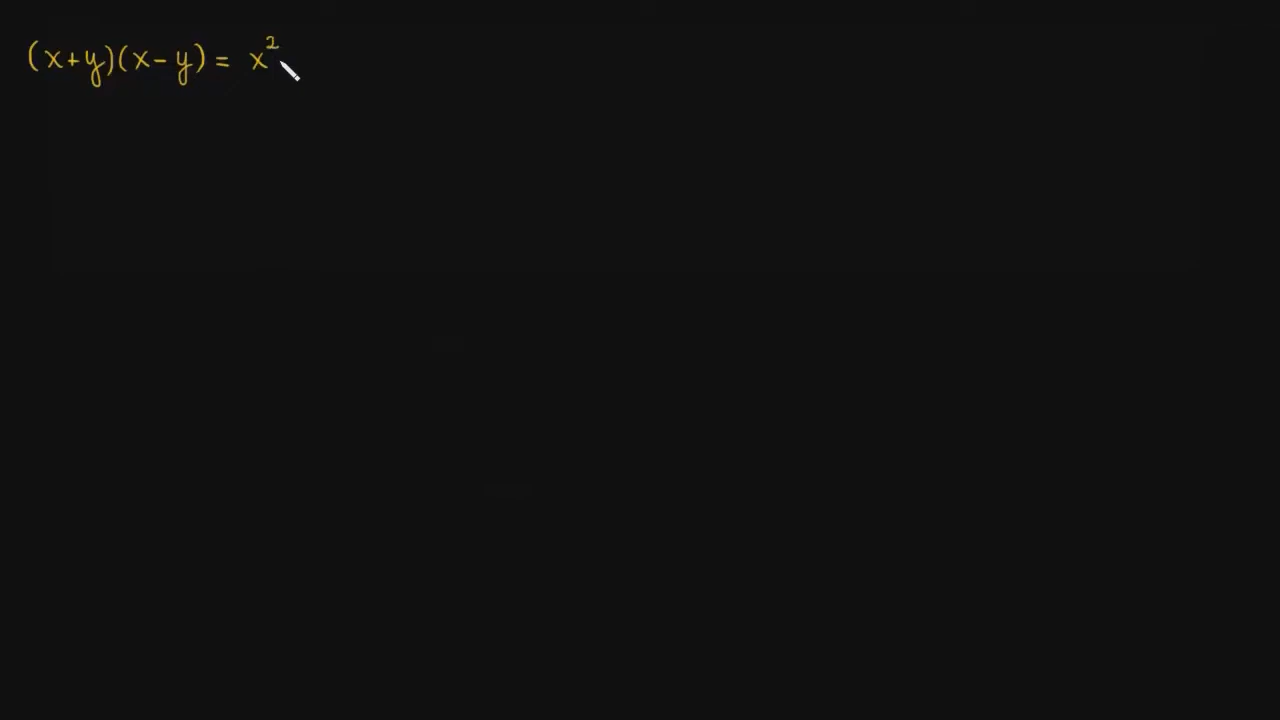 (x+y)(x-y) = x²